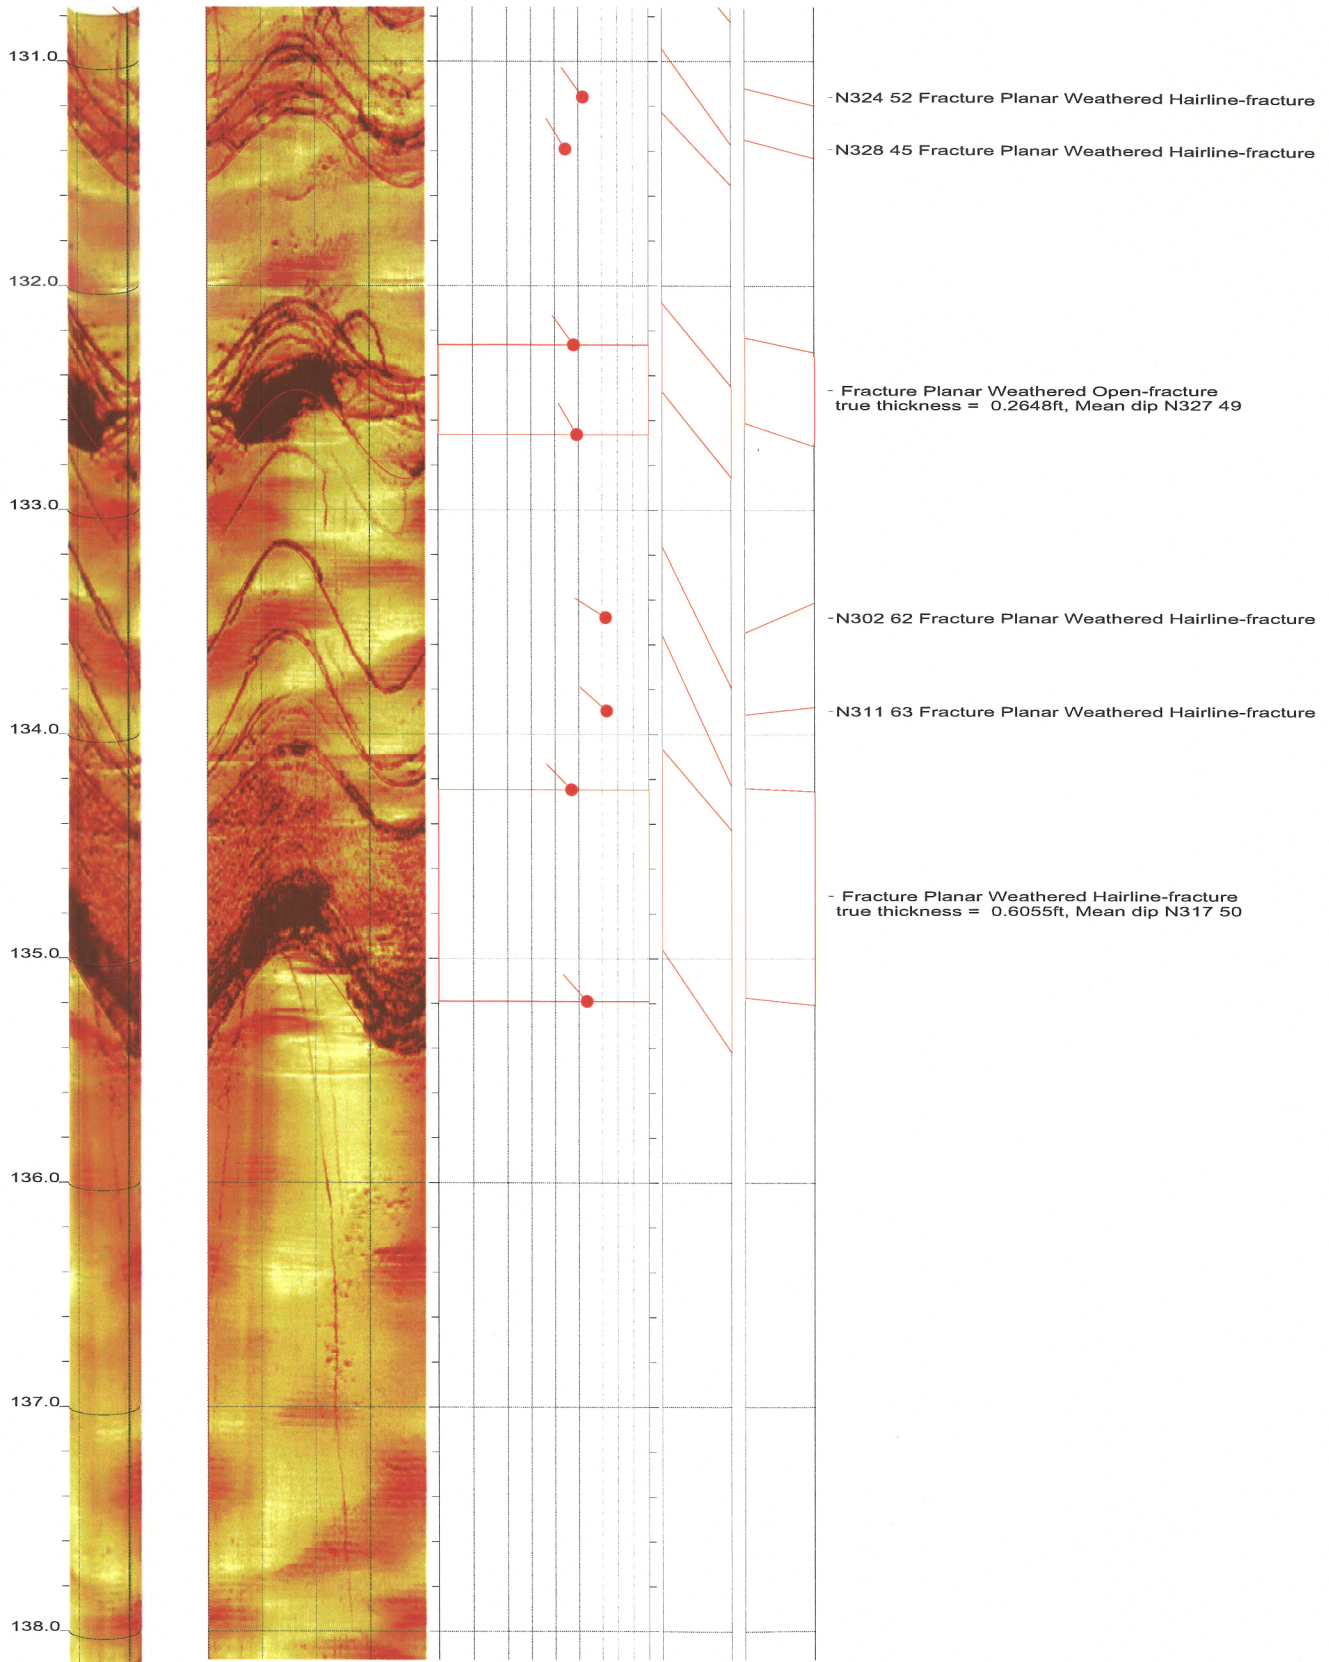 131.0
-N324 52 Fracture Planar Weathered Hairline-fracture
-N328 45 Fracture Planar Weathered Hairline-fracture
132.0
- Fracture Planar Weathered Open-fracture
true thickness = 0.2648ft, Mean dip N327 49
133.0
-N302 62 Fracture Planar Weathered Hairline-fracture
-N311 63 Fracture Planar Weathered Hairline-fracture
134.0
- Fracture Planar Weathered Hairline-fracture
true thickness = 0.6055ft, Mean dip N317 50
135.0
136.0
137.0
138.0